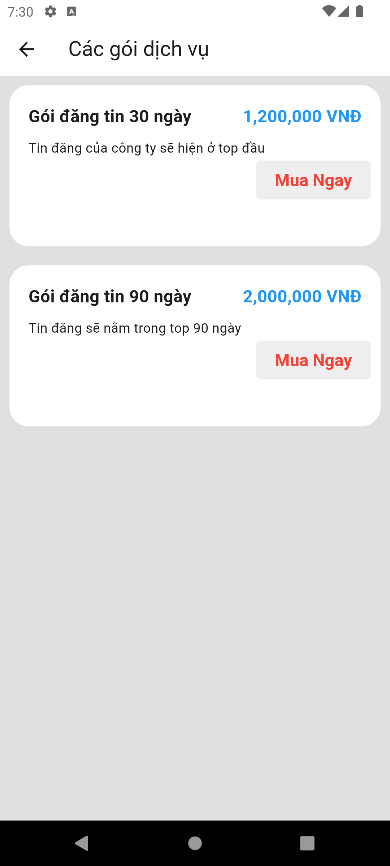 7:30
Các gói dịch vụ
Gói đăng tin 30 ngày 1,200,000 VNĐ
Tin đăng của công ty sẽ hiện ở top đầu
Mua Ngay
Gói đăng tin 90 ngày 2,000,000 VNĐ
Tin đăng sẽ nằm trong top 90 ngày
Mua Ngay